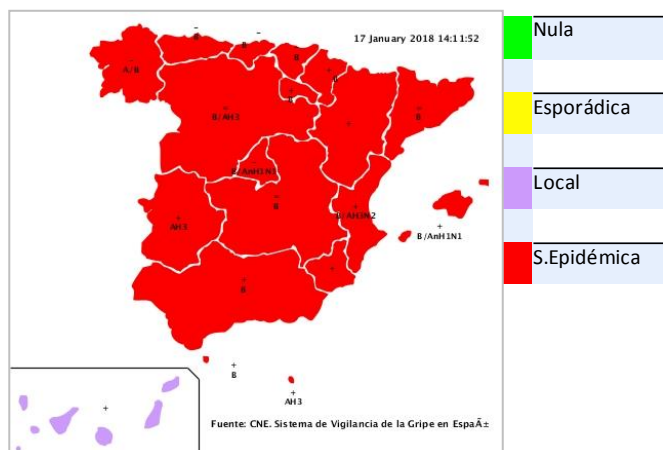 17 January 2018 14:11:52
Nula
Esporádica
Local
S.Epidémica
B
B
B
A/B
B
B
B/AH3
+
B
B/AnH1N1
B
B/AH3N2
AH3
+
B/AnH1N1
+
B
+
B
+
AH3
+
Fuente: CNE. Sistema de Vigilancia de la Gripe en EspaÃ±